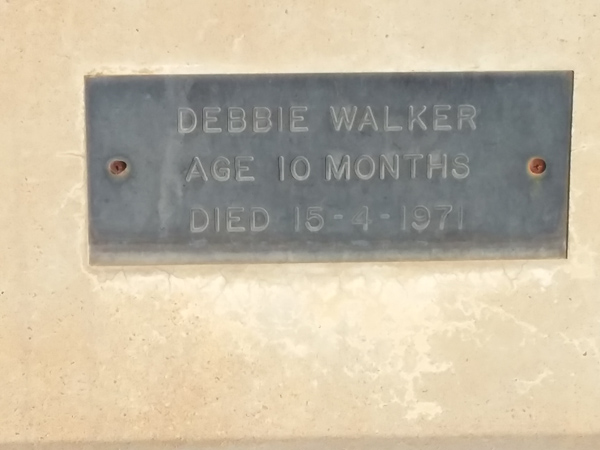 DEBBIE WALKER
AGE 10 MONTHS
DIED 15-4-1971